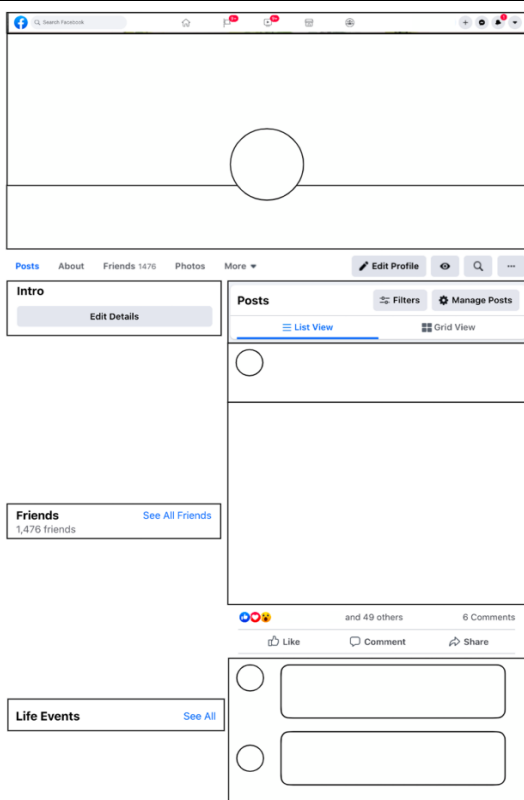 Search Facebook
9+ 9+
Posts About Friends 1476 Photos More Edit Profile
Intro
Edit Details
Posts Filters Manage Posts
List View Grid View
Friends See All Friends
1,476 friends
and 49 others 6 Comments
Like Comment Share
Life Events See All